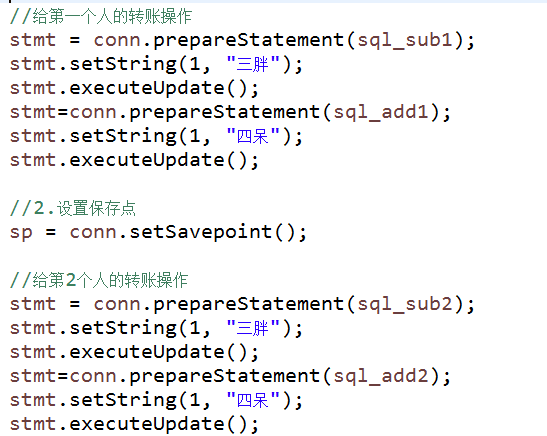 //给第一个人的转账操作
stmt = conn.prepareStatement(sql_sub1);
stmt.setString(1, "三胖");
stmt.executeUpdate();
stmt=conn.prepareStatement(sql_add1);
stmt.setString(1, "四呆");
stmt.executeUpdate();
//2.设置保存点
sp = conn.setSavepoint();
//给第2个人的转账操作
stmt = conn.prepareStatement(sql_sub2);
stmt.setString(1, "三胖");
stmt.executeUpdate();
stmt=conn.prepareStatement(sql_add2);
stmt.setString(1, "四呆");
stmt.executeUpdate();